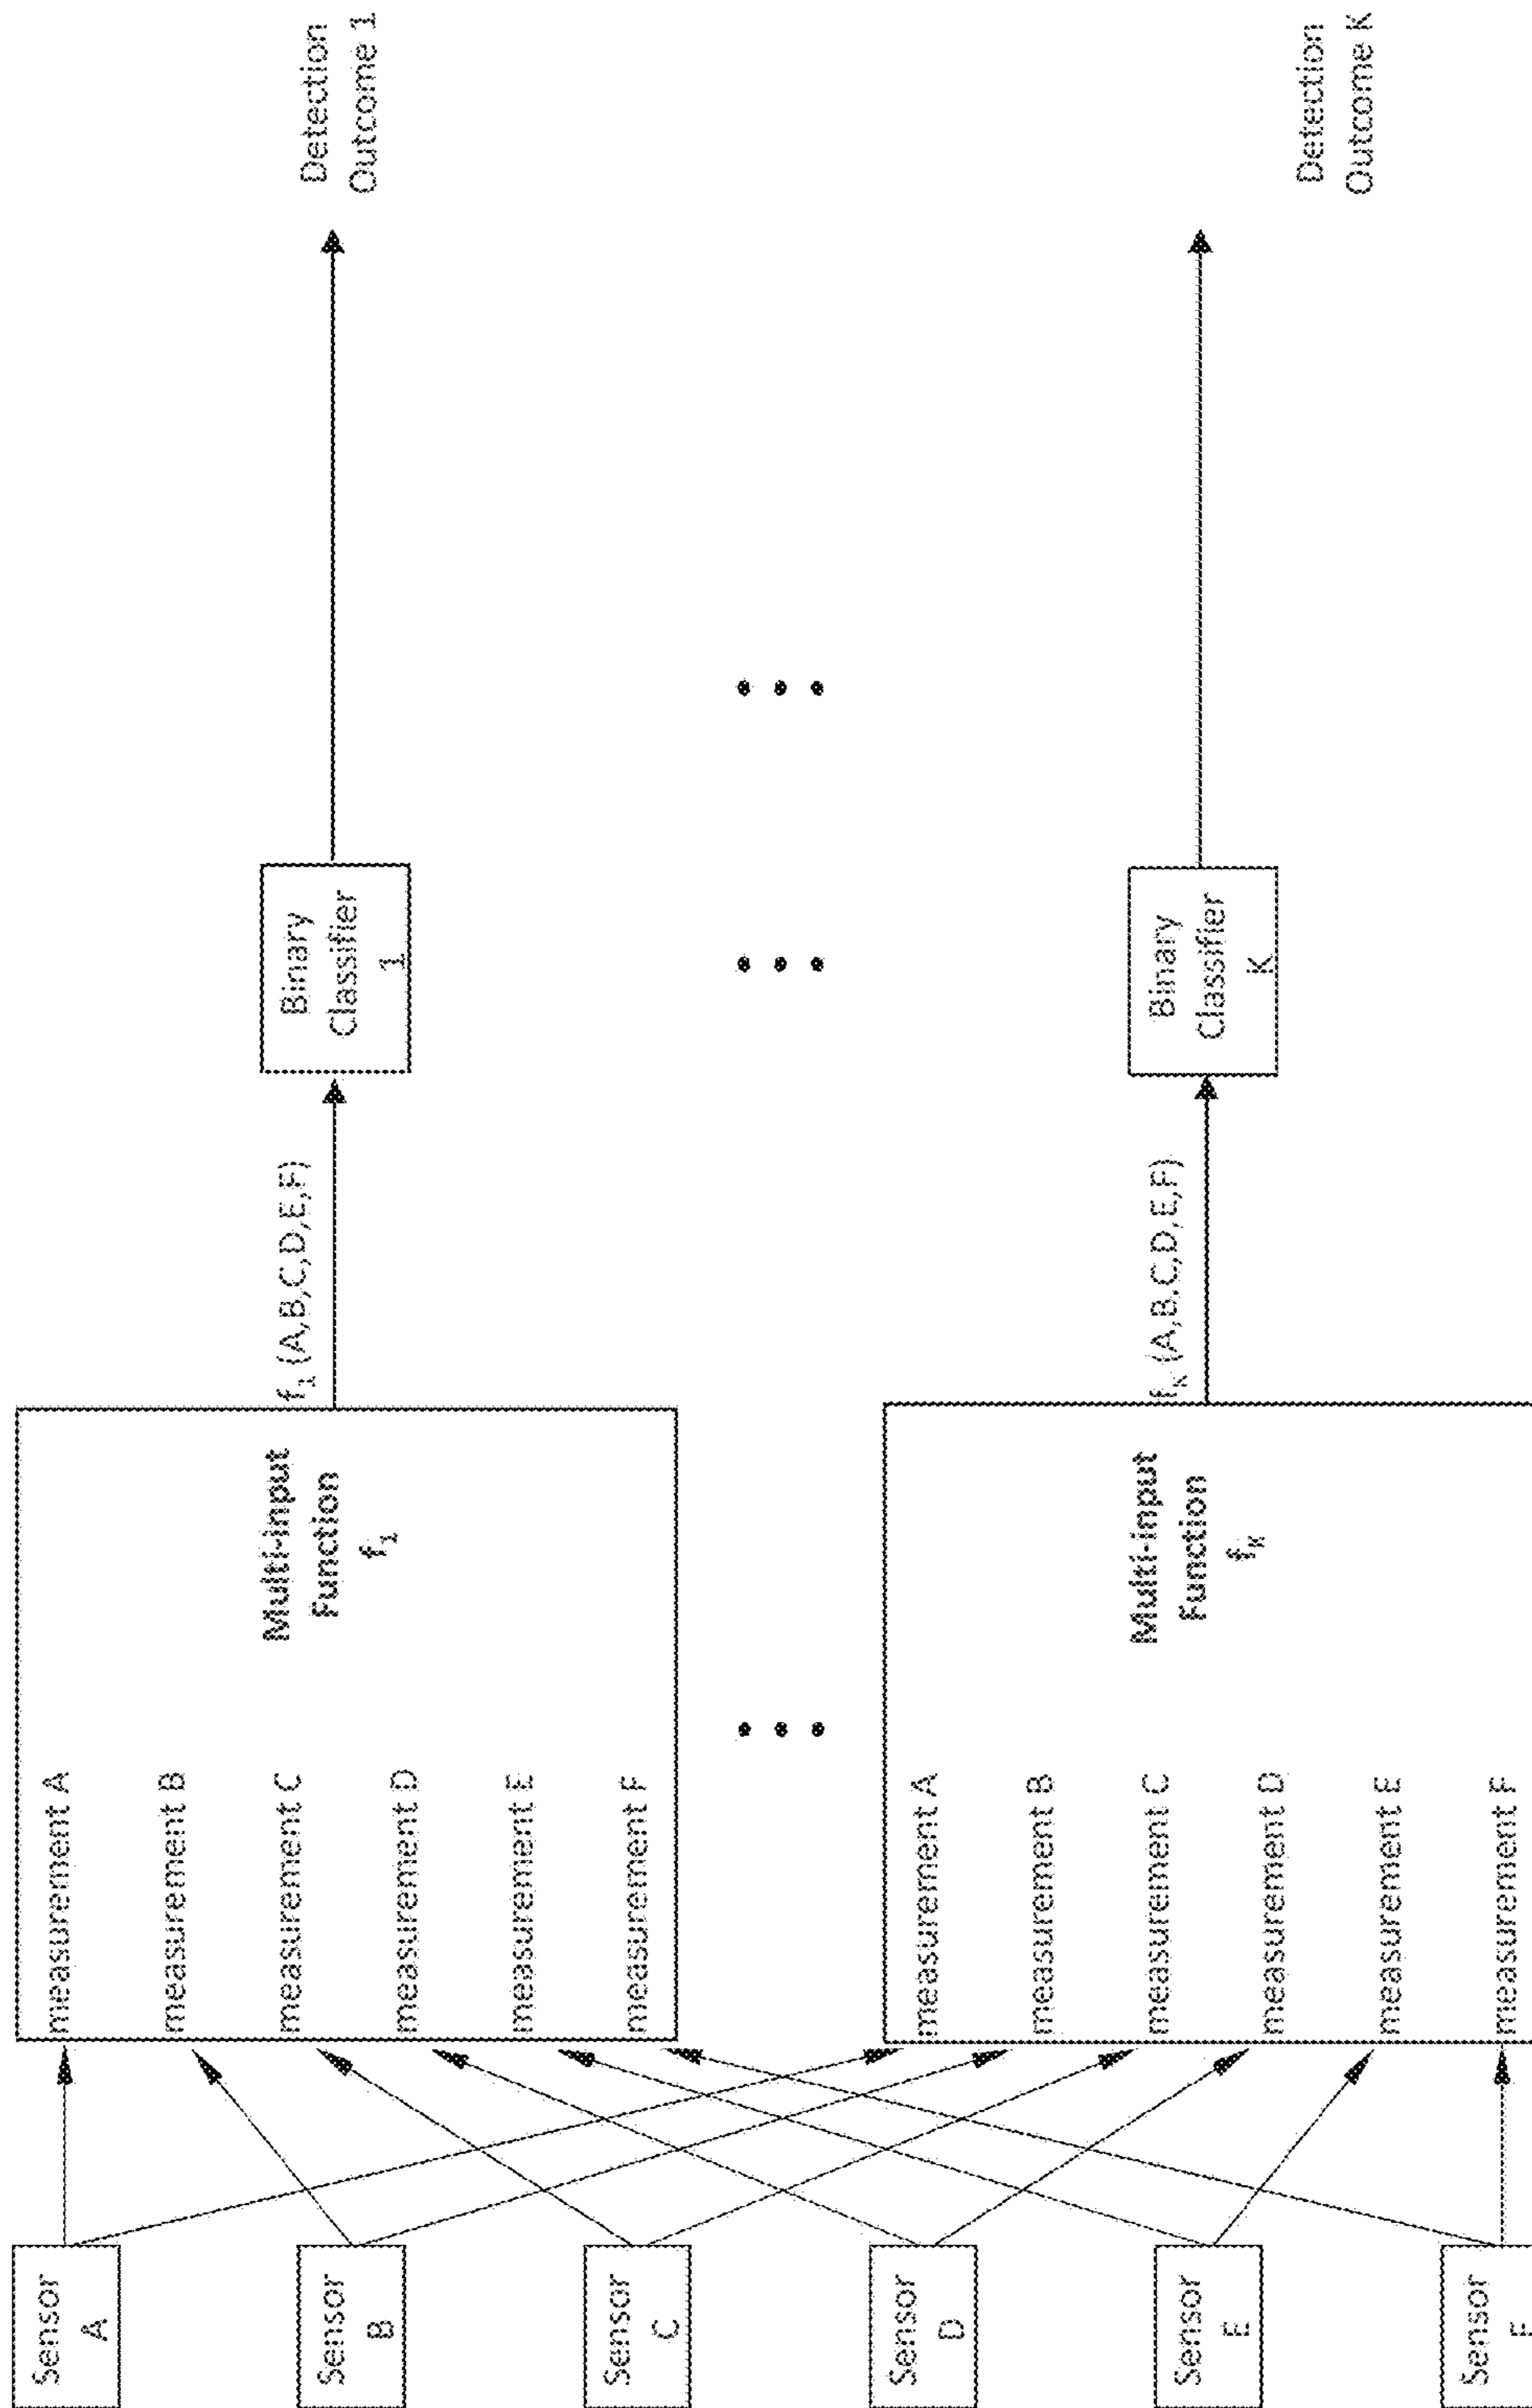 Sensor
A
Sensor
B
Sensor
C
Sensor
D
Sensor
E
Sensor
F
measurement A
measurement B
measurement C
measurement D
measurement E
measurement F
Multi-input
Function
f₁
f₁ (A,B,C,D,E,F)
Binary
Classifier
1
Detection
Outcome 1
measurement A
measurement B
measurement C
measurement D
measurement E
measurement F
Multi-input
Function
fₖ
fₖ (A,B,C,D,E,F)
Binary
Classifier
K
Detection
Outcome K